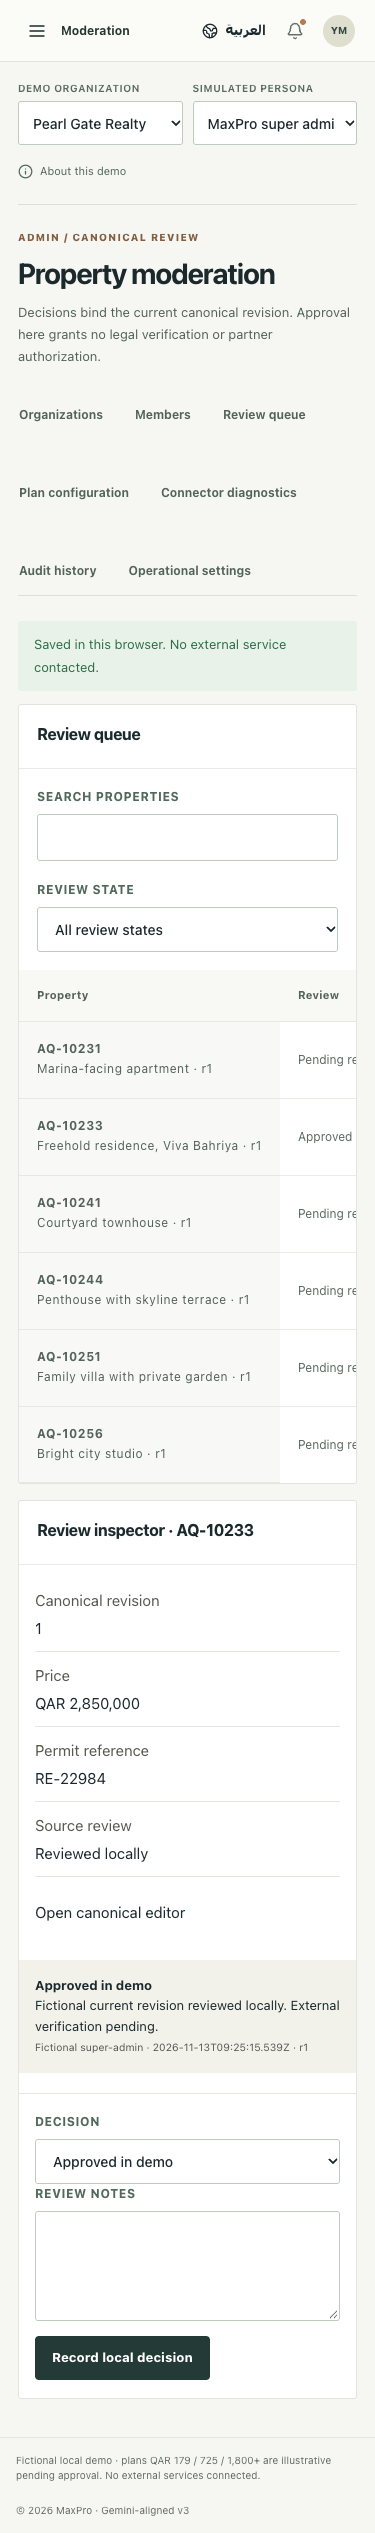 Moderation
العربية
YM
DEMO ORGANIZATION
SIMULATED PERSONA
Pearl Gate Realty
MaxPro super admi
About this demo
ADMIN / CANONICAL REVIEW
Property moderation
Decisions bind the current canonical revision. Approval
here grants no legal verification or partner
authorization.
Organizations Members Review queue
Plan configuration Connector diagnostics
Audit history Operational settings
Saved in this browser. No external service
contacted.
Review queue
SEARCH PROPERTIES
REVIEW STATE
All review states
Property Review
AQ-10231
Marina-facing apartment · r1
Pending re
AQ-10233
Freehold residence, Viva Bahriya · r1
Approved
AQ-10241
Courtyard townhouse · r1
Pending re
AQ-10244
Penthouse with skyline terrace · r1
Pending re
AQ-10251
Family villa with private garden · r1
Pending re
AQ-10256
Bright city studio · r1
Pending re
Review inspector · AQ-10233
Canonical revision
1
Price
QAR 2,850,000
Permit reference
RE-22984
Source review
Reviewed locally
Open canonical editor
Approved in demo
Fictional current revision reviewed locally. External
verification pending.
Fictional super-admin · 2026-11-13T09:25:15.539Z · r1
DECISION
Approved in demo
REVIEW NOTES
Record local decision
Fictional local demo · plans QAR 179 / 725 / 1,800+ are illustrative
pending approval. No external services connected.
© 2026 MaxPro · Gemini-aligned v3